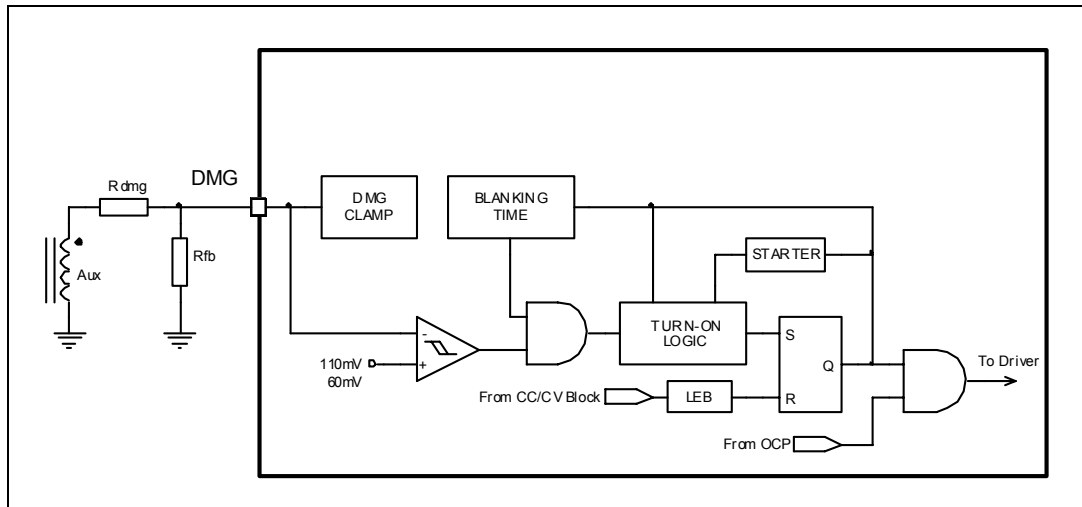 DMG
Rdmg
Rfb
Aux
DMG
CLAMP
BLANKING
TIME
STARTER
TURN-ON
LOGIC
-
+
110mV
60mV
S
Q
R
To Driver
From CC/CV Block
LEB
From OCP